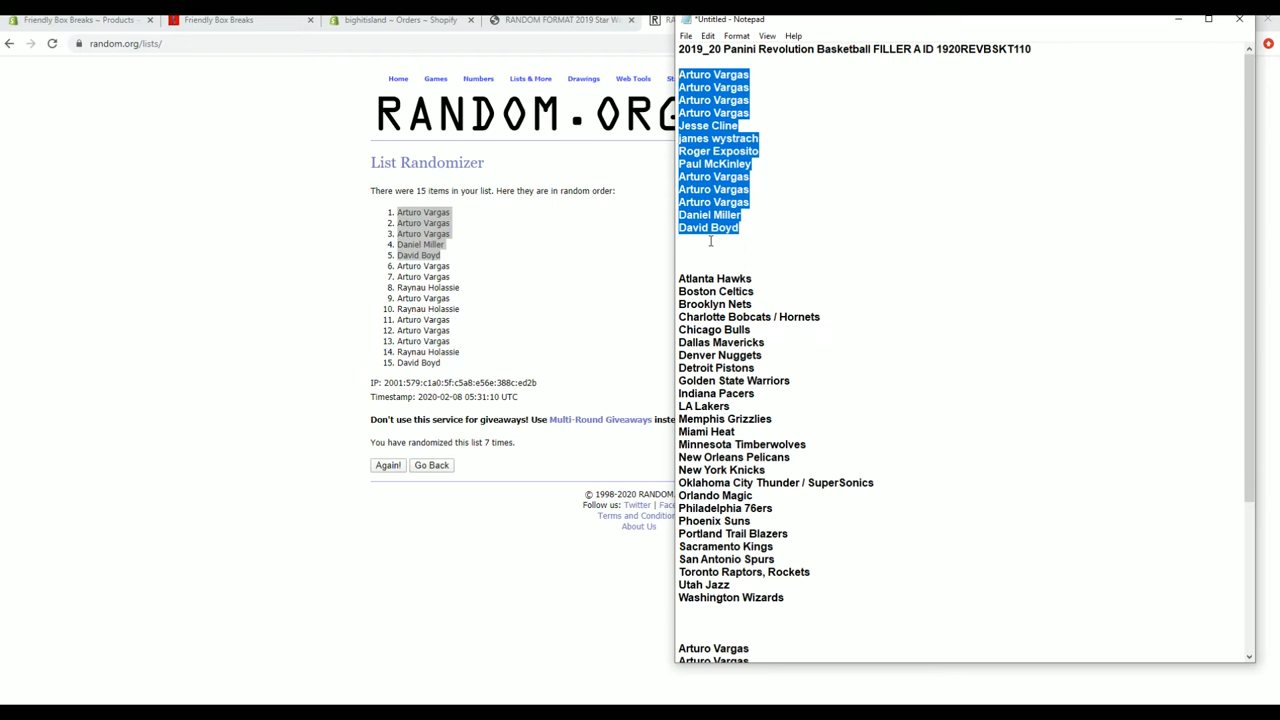 Friendly Box Breaks ~ Products
Friendly Box Breaks
bighitisland ~ Orders ~ Shopify
RANDOM FORMAT 2019 Star W
RA
*Untitled - Notepad
random.org/lists/
File Edit Format View Help
2019_20 Panini Revolution Basketball FILLER A ID 1920REVBSKT110
Arturo Vargas
Arturo Vargas
Arturo Vargas
Arturo Vargas
Jesse Cline
james wystrach
Roger Exposito
Paul McKinley
Arturo Vargas
Arturo Vargas
Arturo Vargas
Daniel Miller
David Boyd
Atlanta Hawks
Boston Celtics
Brooklyn Nets
Charlotte Bobcats / Hornets
Chicago Bulls
Dallas Mavericks
Denver Nuggets
Detroit Pistons
Golden State Warriors
Indiana Pacers
LA Lakers
Memphis Grizzlies
Miami Heat
Minnesota Timberwolves
New Orleans Pelicans
New York Knicks
Oklahoma City Thunder / SuperSonics
Orlando Magic
Philadelphia 76ers
Phoenix Suns
Portland Trail Blazers
Sacramento Kings
San Antonio Spurs
Toronto Raptors, Rockets
Utah Jazz
Washington Wizards
Arturo Vargas
Arturo Vargas
Home Games Numbers Lists & More Drawings Web Tools St
RANDOM.ORG
List Randomizer
There were 15 items in your list. Here they are in random order:
1. Arturo Vargas
2. Arturo Vargas
3. Arturo Vargas
4. Daniel Miller
5. David Boyd
6. Arturo Vargas
7. Arturo Vargas
8. Raynau Holassie
9. Arturo Vargas
10. Raynau Holassie
11. Arturo Vargas
12. Arturo Vargas
13. Arturo Vargas
14. Raynau Holassie
15. David Boyd
IP: 2001:579:c1a0:5f:c5a8:e56e:388c:ed2b
Timestamp: 2020-02-08 05:31:10 UTC
Don't use this service for giveaways! Use Multi-Round Giveaways inste
You have randomized this list 7 times.
Again! Go Back
© 1998-2020 RANDOM.
Follow us: Twitter | Fac
Terms and Condition
About Us